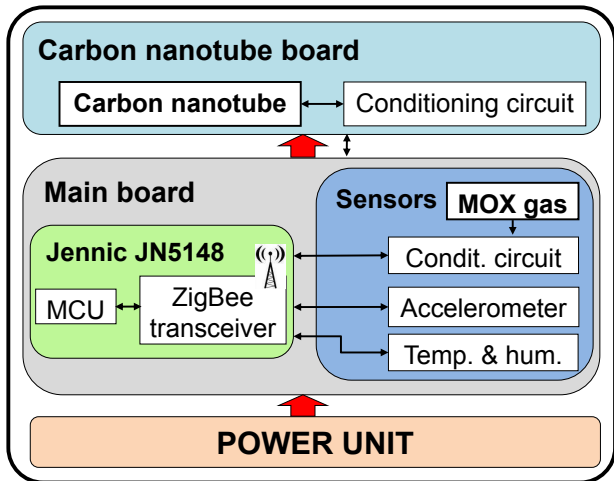 Carbon nanotube board
Carbon nanotube
Conditioning circuit
Main board
Sensors
MOX gas
Jennic JN5148
Condit. circuit
MCU
ZigBee
transceiver
Accelerometer
Temp. & hum.
POWER UNIT